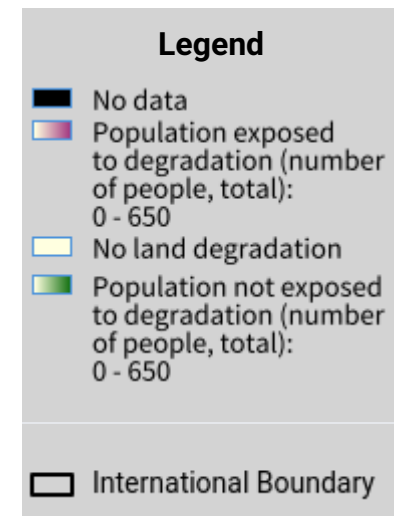 Legend
No data
Population exposed
to degradation (number
of people, total):
0 - 650
No land degradation
Population not exposed
to degradation (number
of people, total):
0 - 650
International Boundary